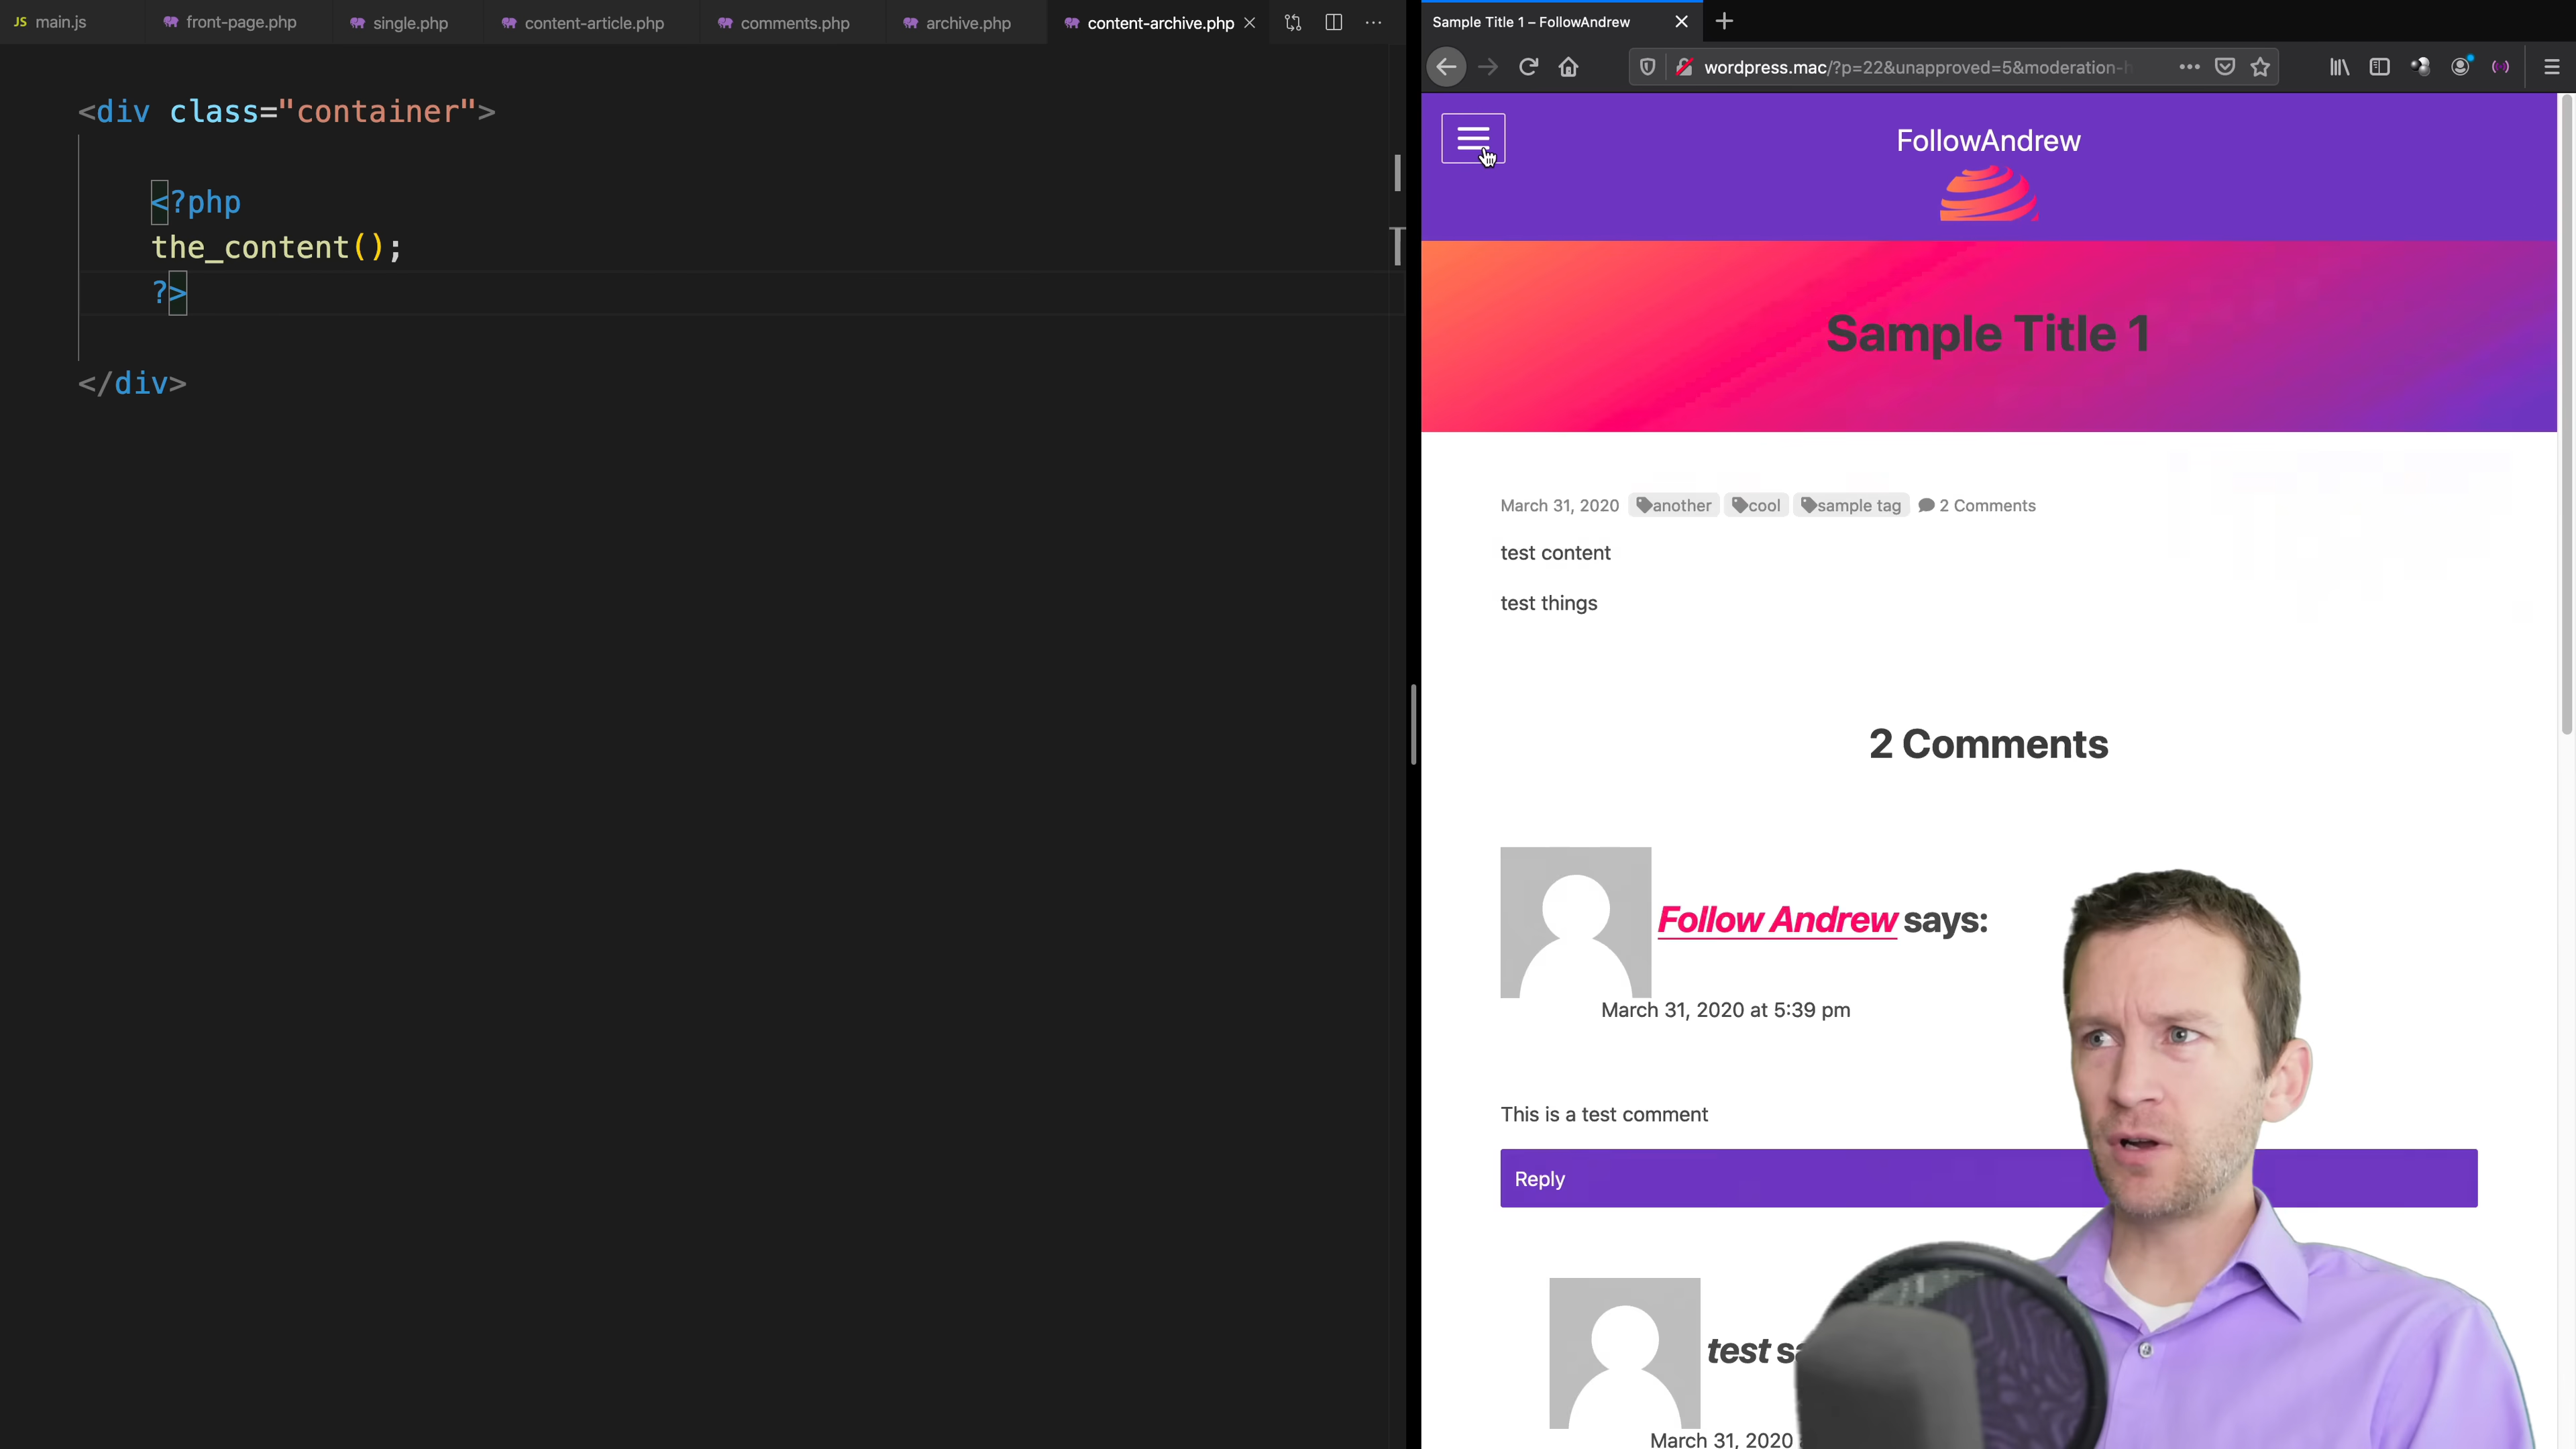 JS main.js
front-page.php
single.php
content-article.php
comments.php
archive.php
content-archive.php
<div class="container">
<?php
the_content();
?>
</div>
Sample Title 1 – FollowAndrew
wordpress.mac/?p=22&unapproved=5&moderation-h
FollowAndrew
Sample Title 1
March 31, 2020 another cool sample tag 2 Comments
test content
test things
2 Comments
Follow Andrew says:
March 31, 2020 at 5:39 pm
This is a test comment
Reply
test
March 31, 2020